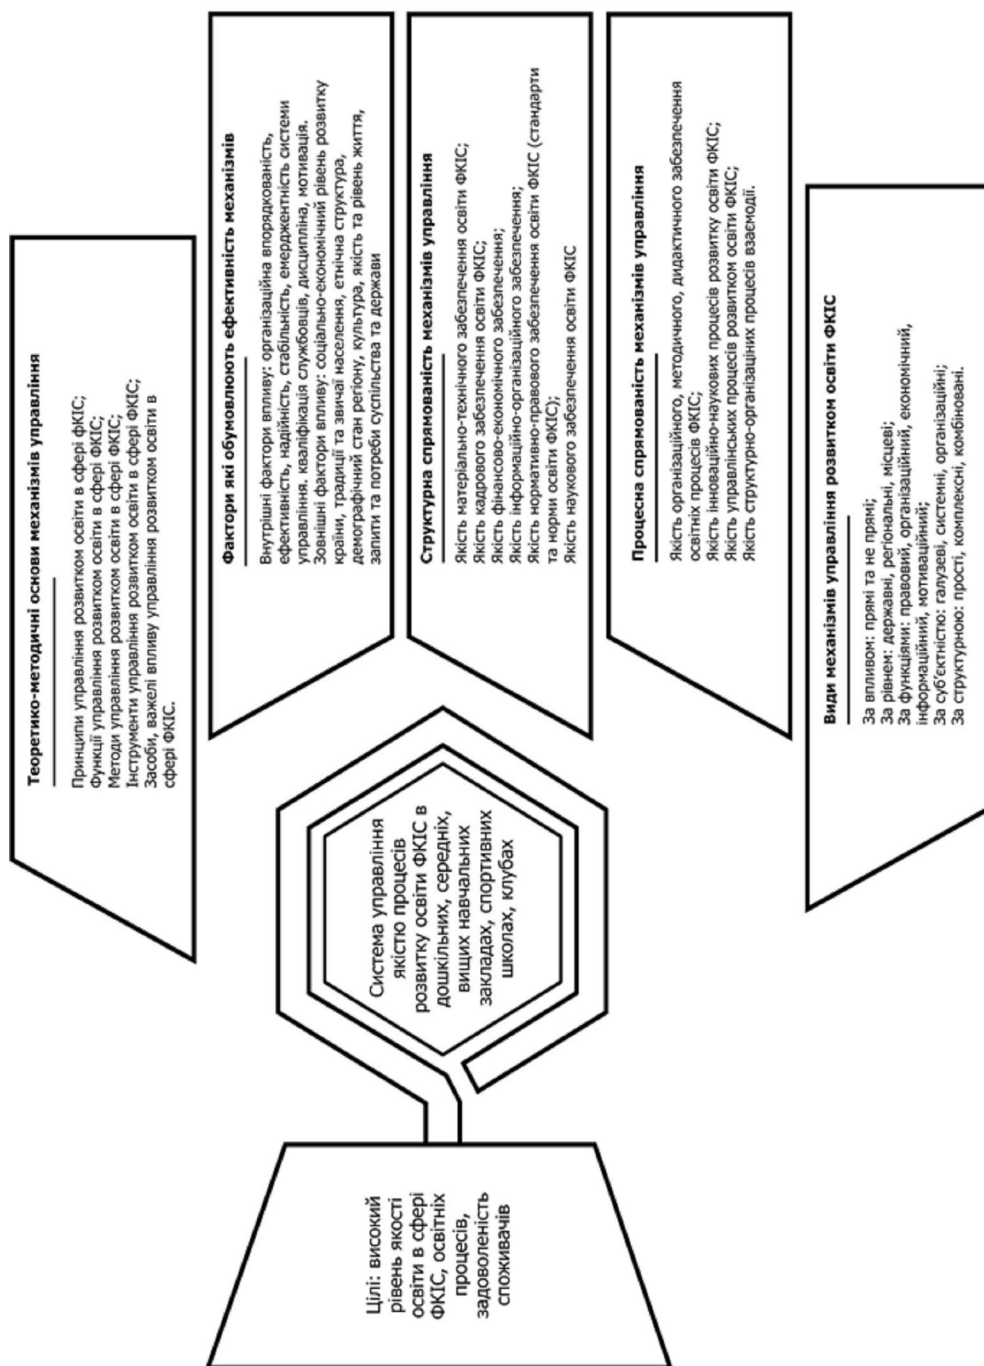 Теоретико-методичні основи механізмів управління
Принципи управління розвитком освіти в сфері фКІС;
Функції управління розвитком освіти в сфері ФКІС;
Методи управління розвитком освіти в сфері ФКІС;
Інструменти управління розвитком освіти в сфері ФКІС;
Засоби, важелі впливу управління розвитком освіти в
сфері ФКІС.
Фактори які обумовлюють ефективність механізмів
Внутрішні фактори впливу: організаційна впорядкованість,
ефективність, надійність, стабільність, емерджентність системи
управління. кваліфікація службовців, дисципліна, мотивація.
Зовнішні фактори впливу: соціально-економічний рівень розвитку
країни, традиції та звичаї населення, етнічна структура,
демографічний стан регіону, культура, якість та рівень життя,
запити та потреби суспільства та держави
Структурна спрямованість механізмів управління
Якість матеріально-технічного забезпечення освіти ФКІС;
Якість кадрового забезпечення освіти ФКІС;
Якість фінансово-економічного забезпечення;
Якість інформаційно-організаційного забезпечення;
Якість нормативно-правового забезпечення освіти ФКІС (стандарти
та норми освіти ФКІС);
Якість наукового забезпечення освіти ФКІС
Процесна спрямованість механізмів управління
Якість організаційного, методичного, дидактичного забезпечення
освітніх процесів ФКІС;
Якість інноваційно-наукових процесів розвитку освіти ФКІС;
Якість управлінських процесів розвитком освіти ФКІС;
Якість структурно-організаціних процесів взаємодії.
Види механізмів управління розвитком освіти ФКІС
За впливом: прямі та не прямі;
За рівнем: державні, регіональні, місцеві;
За функціями: правовий, організаційний, економічний,
інформаційний, мотиваційний;
За суб’єктністю: галузеві, системні, організаційні;
За структурною: прості, комплексні, комбіновані.
Система управління
якістю процесів
розвитку освіти ФКІС в
дошкільних, середніх,
вищих навчальних
закладах, спортивних
школах, клубах
Цілі: високий
рівень якості
освіти в сфері
ФКІС, освітніх
процесів,
задоволеність
споживачів